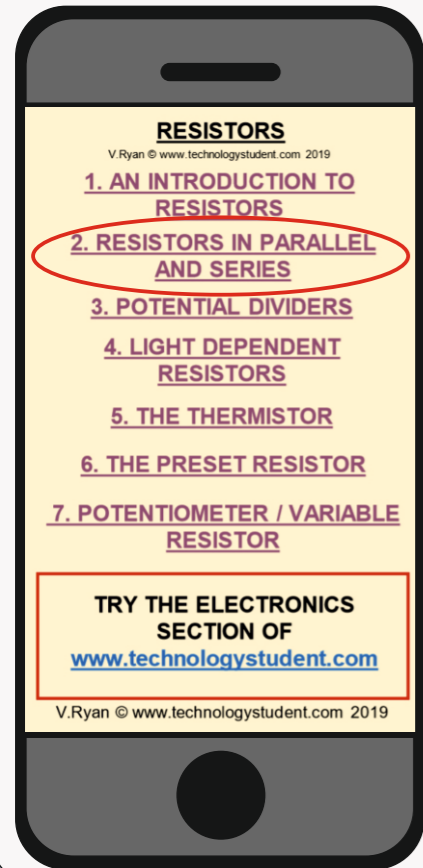 RESISTORS
V.Ryan © www.technologystudent.com 2019
1. AN INTRODUCTION TO
RESISTORS
2. RESISTORS IN PARALLEL
AND SERIES
3. POTENTIAL DIVIDERS
4. LIGHT DEPENDENT
RESISTORS
5. THE THERMISTOR
6. THE PRESET RESISTOR
7. POTENTIOMETER / VARIABLE
RESISTOR
TRY THE ELECTRONICS
SECTION OF
www.technologystudent.com
V.Ryan © www.technologystudent.com 2019